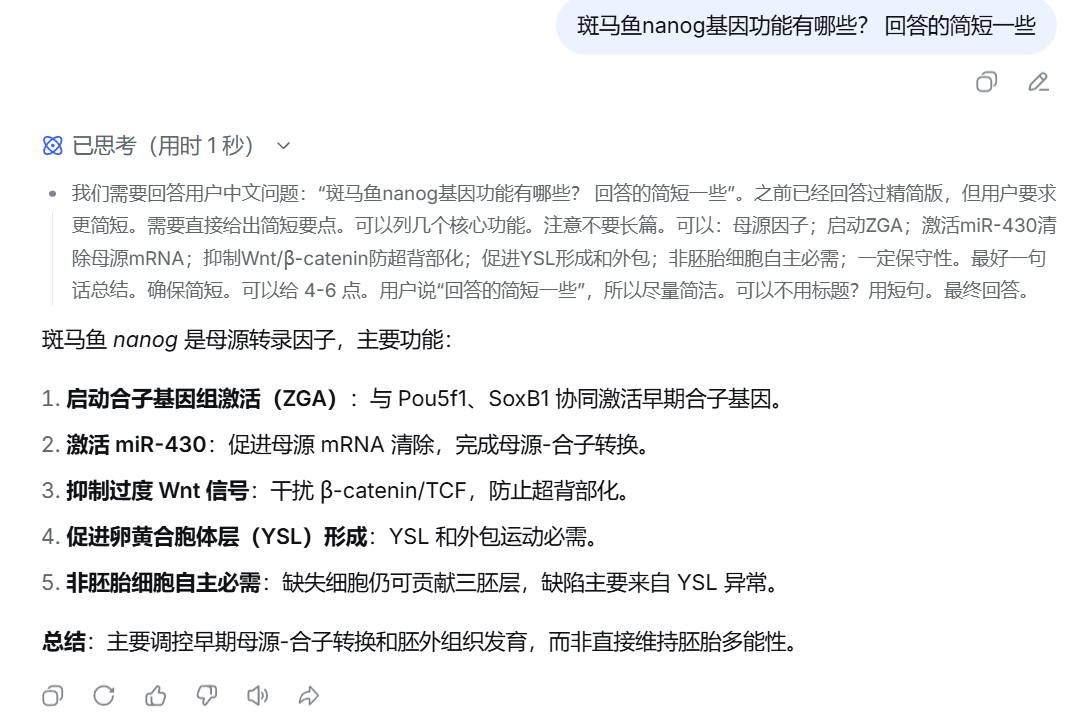 斑马鱼nanog基因功能有哪些？ 回答的简短一些
已思考（用时 1 秒）
我们需要回答用户中文问题：“斑马鱼nanog基因功能有哪些？ 回答的简短一些”。之前已经回答过精简版，但用户要求
更简短。需要直接给出简短要点。可以列几个核心功能。注意不要长篇。可以：母源因子；启动ZGA；激活miR-430清
除母源mRNA；抑制Wnt/β-catenin防超背部化；促进YSL形成和外包；非胚胎细胞自主必需；一定保守性。最好一句
话总结。确保简短。可以给 4-6 点。用户说“回答的简短一些”，所以尽量简洁。可以不用标题？用短句。最终回答。
斑马鱼 nanog 是母源转录因子，主要功能：
1. 启动合子基因组激活（ZGA）：与 Pou5f1、SoxB1 协同激活早期合子基因。
2. 激活 miR-430：促进母源 mRNA 清除，完成母源-合子转换。
3. 抑制过度 Wnt 信号：干扰 β-catenin/TCF，防止超背部化。
4. 促进卵黄合胞体层（YSL）形成：YSL 和外包运动必需。
5. 非胚胎细胞自主必需：缺失细胞仍可贡献三胚层，缺陷主要来自 YSL 异常。
总结：主要调控早期母源-合子转换和胚外组织发育，而非直接维持胚胎多能性。